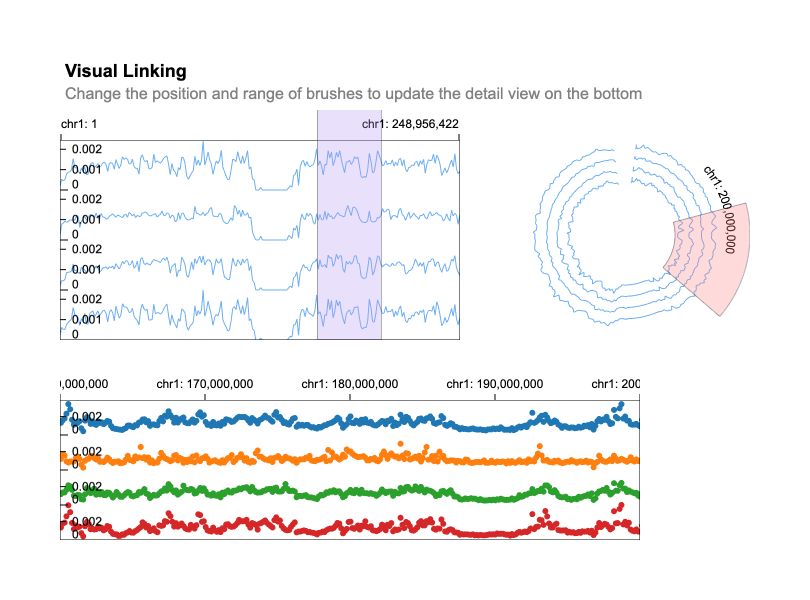 Visual Linking
Change the position and range of brushes to update the detail view on the bottom
chr1: 1
chr1: 248,956,422
0.002
0.001
0
0.002
0.001
0
0.002
0.001
0
0.002
0.001
0
chr1: 200,000,000
0,000,000
chr1: 170,000,000
chr1: 180,000,000
chr1: 190,000,000
chr1: 200
0.002
0
0.002
0
0.002
0
0.002
0